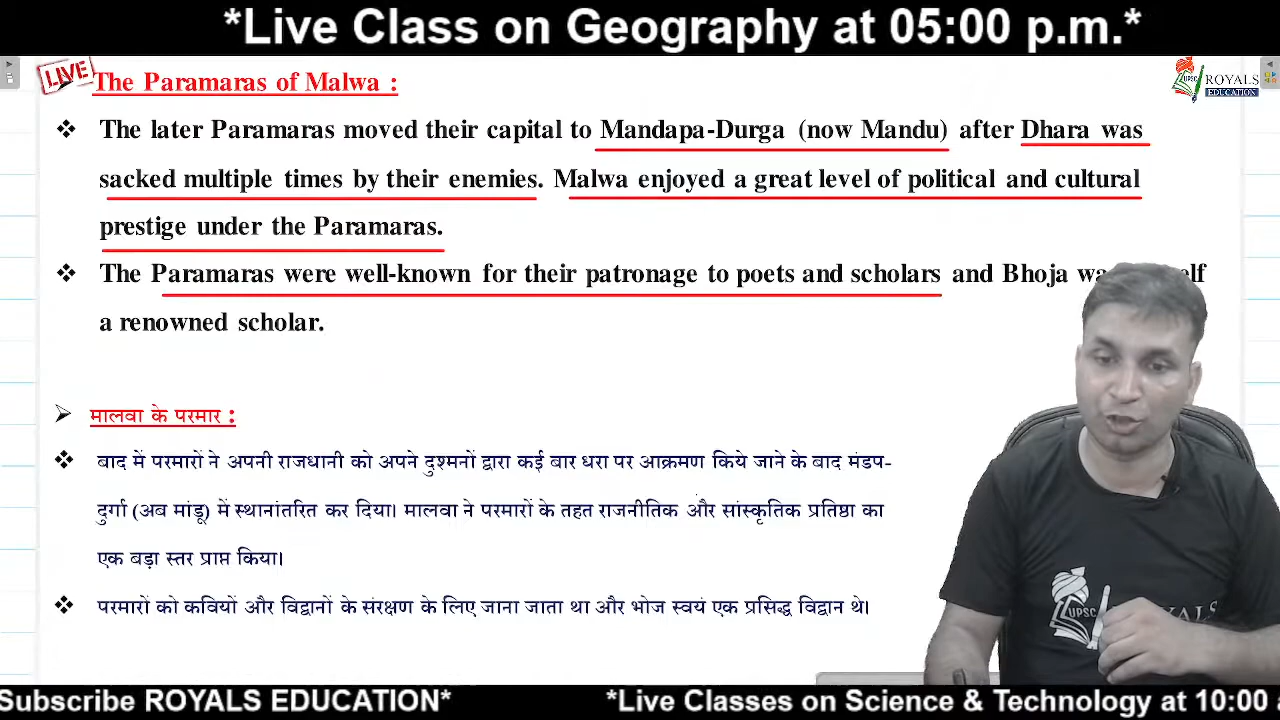 *Live Class on Geography at 05:00 p.m.*
LIVE
The Paramaras of Malwa :
UPSC ROYALS
EDUCATION
The later Paramaras moved their capital to Mandapa-Durga (now Mandu) after Dhara was
sacked multiple times by their enemies. Malwa enjoyed a great level of political and cultural
prestige under the Paramaras.
The Paramaras were well-known for their patronage to poets and scholars and Bhoja
a renowned scholar.
मालवा के परमार :
बाद में परमारों ने अपनी राजधानी को अपने दुश्मनों द्वारा कई बार धरा पर आक्रमण किये जाने के बाद मंडप-
दुर्गा (अब मांडू) में स्थानांतरित कर दिया। मालवा ने परमारों के तहत राजनीतिक और सांस्कृतिक प्रतिष्ठा का
एक बड़ा स्तर प्राप्त किया।
परमारों को कवियों और विद्वानों के संरक्षण के लिए जाना जाता था और भोज स्वयं एक प्रसिद्ध विद्वान थे।
UPSC
Subscribe ROYALS EDUCATION* *Live Classes on Science & Technology at 10:00